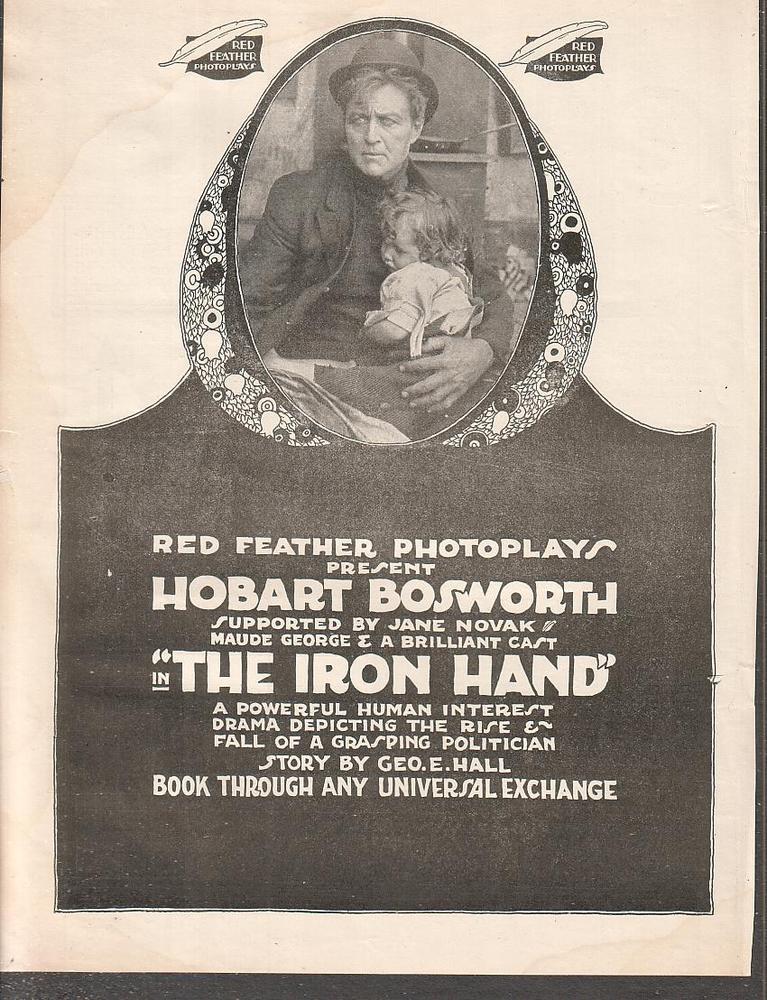 RED
FEATHER
PHOTOPLAYS
RED
FEATHER
PHOTOPLAYS
RED FEATHER PHOTOPLAYS
PRESENT
HOBART BOSWORTH
SUPPORTED BY JANE NOVAK
MAUDE GEORGE & A BRILLIANT CAST
IN "THE IRON HAND"
A POWERFUL HUMAN INTEREST
DRAMA DEPICTING THE RISE &
FALL OF A GRASPING POLITICIAN
STORY BY GEO. E. HALL
BOOK THROUGH ANY UNIVERSAL EXCHANGE